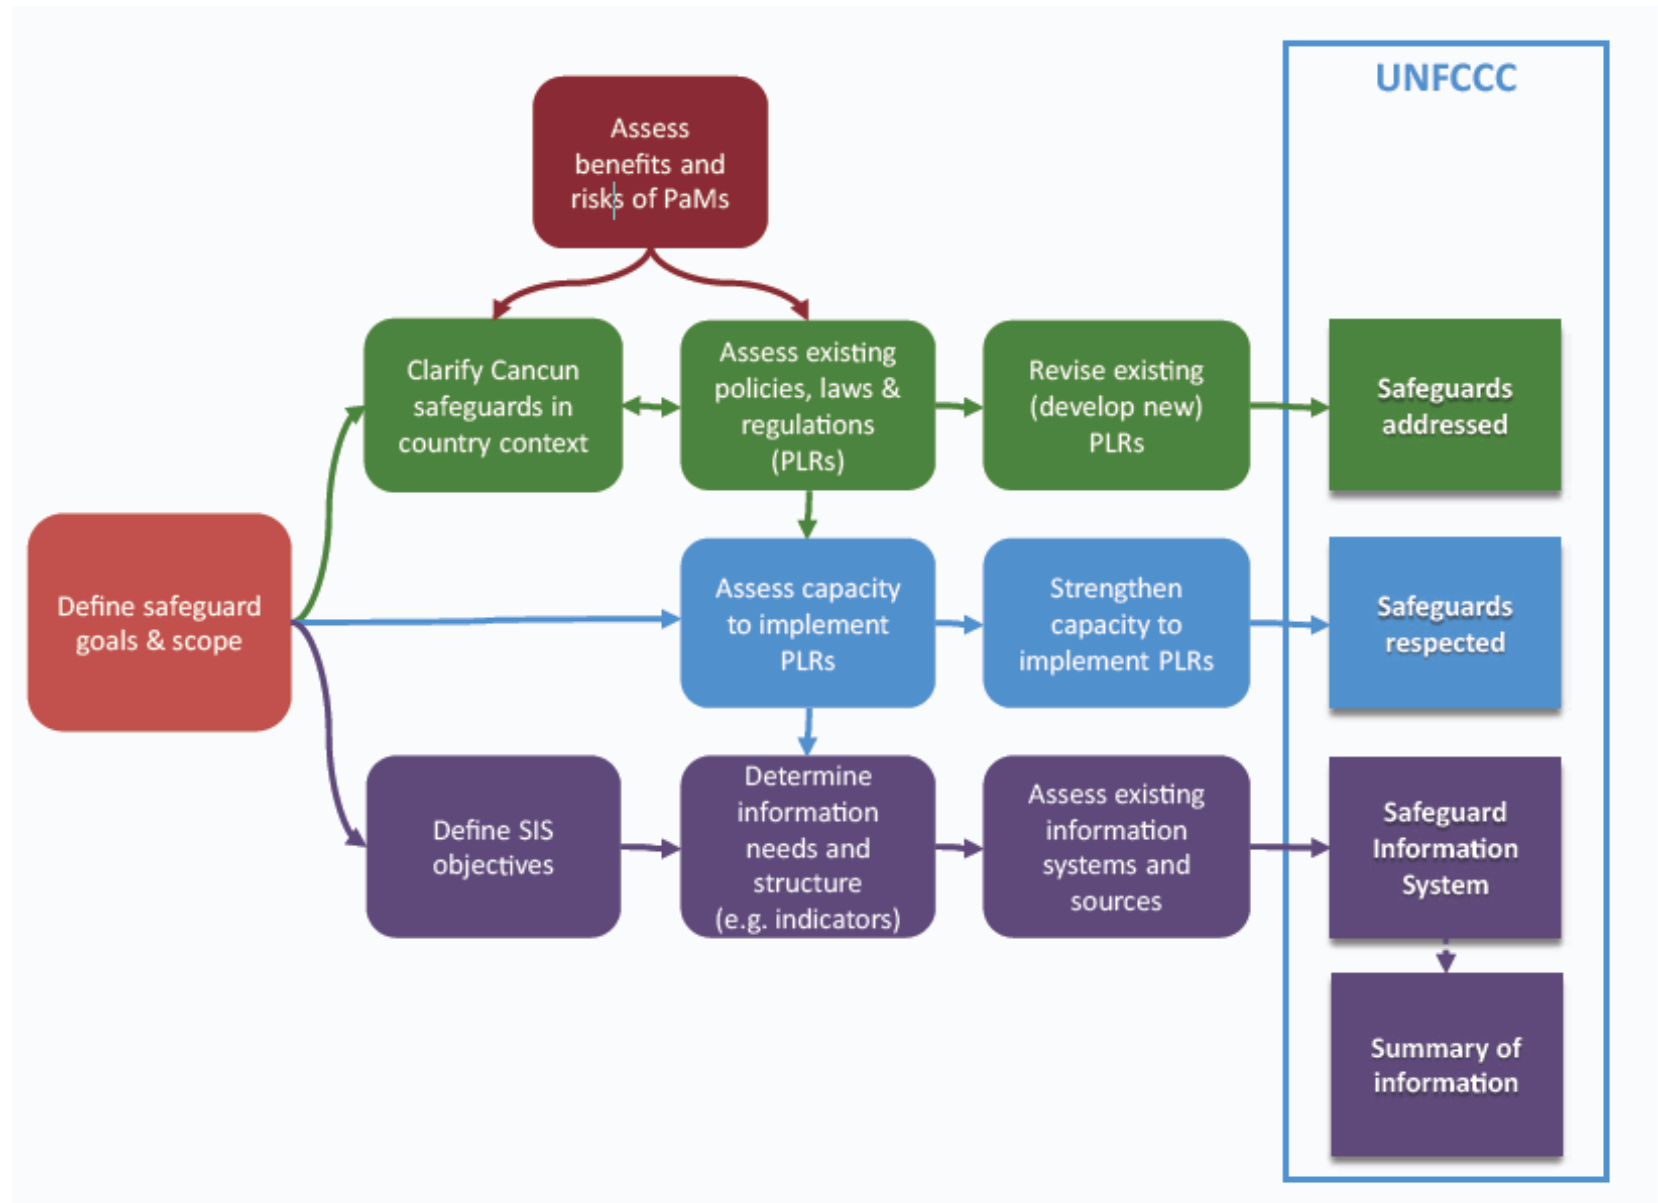 UNFCCC
Assess
benefits and
risks of PaMs
Clarify Cancun
safeguards in
country context
Assess existing
policies, laws &
regulations
(PLRs)
Revise existing
(develop new)
PLRs
Safeguards
addressed
Define safeguard
goals & scope
Assess capacity
to implement
PLRs
Strengthen
capacity to
implement PLRs
Safeguards
respected
Define SIS
objectives
Determine
information
needs and
structure
(e.g. indicators)
Assess existing
information
systems and
sources
Safeguard
Information
System
Summary of
information